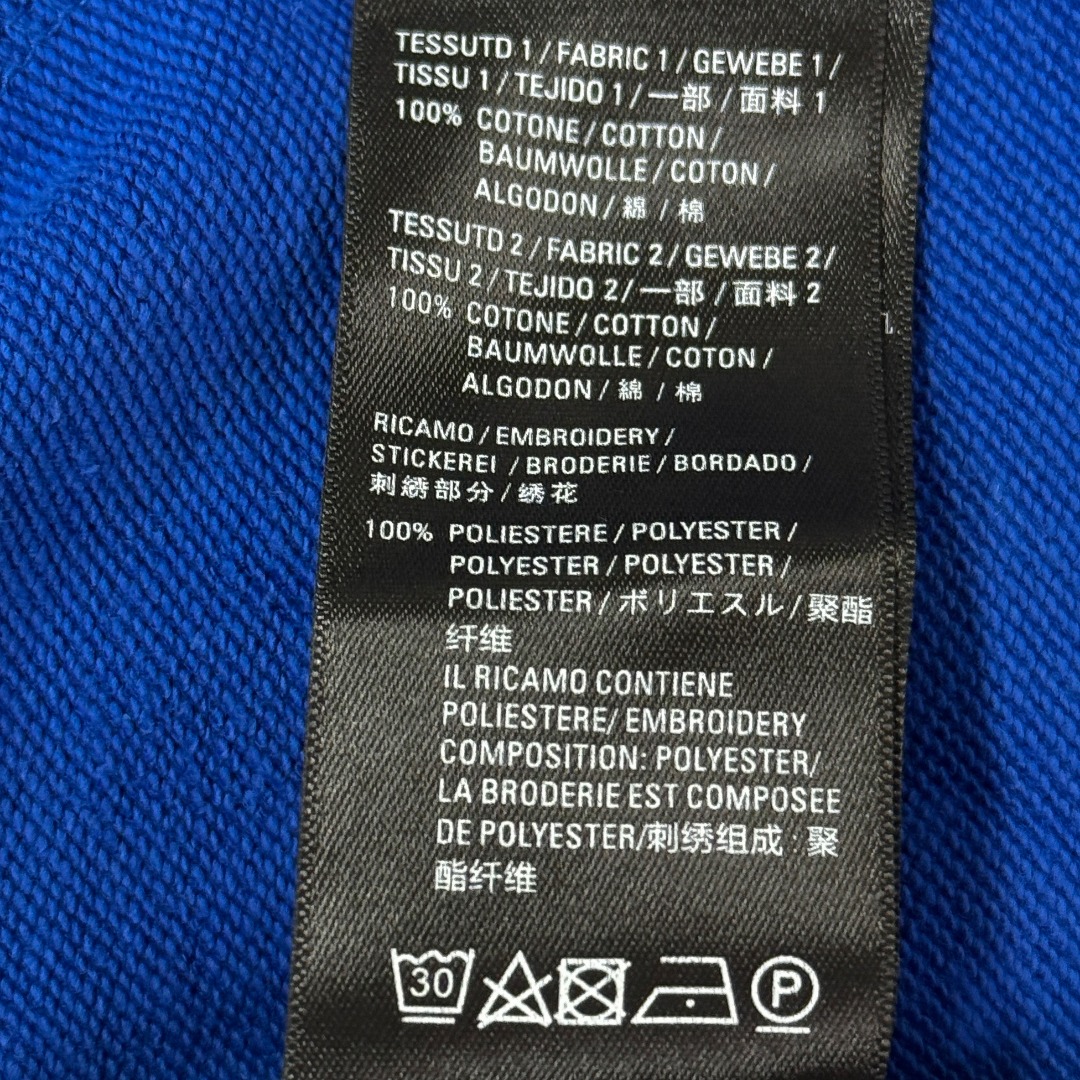 TESSUTD 1/FABRIC 1/GEWEBE 1/
TISSU 1/TEJIDO 1/一部/面料 1
100% COTONE/COTTON/
BAUMWOLLE/COTON/
ALGODON/綿/棉
TESSUTD 2/FABRIC 2/GEWEBE 2/
TISSU 2/TEJIDO 2/一部/面料 2
100% COTONE/COTTON/
BAUMWOLLE/COTON/
ALGODON/綿/棉
RICAMO/EMBROIDERY/
STICKEREI/BRODERIE/BORDADO/
刺繍部分/绣花
100% POLIESTERE/POLYESTER/
POLYESTER/POLYESTER/
POLIESTER/ポリエスル/聚酯
纤维
IL RICAMO CONTIENE
POLIESTERE/EMBROIDERY
COMPOSITION: POLYESTER/
LA BRODERIE EST COMPOSEE
DE POLYESTER/刺绣组成:聚
酯纤维
30 P